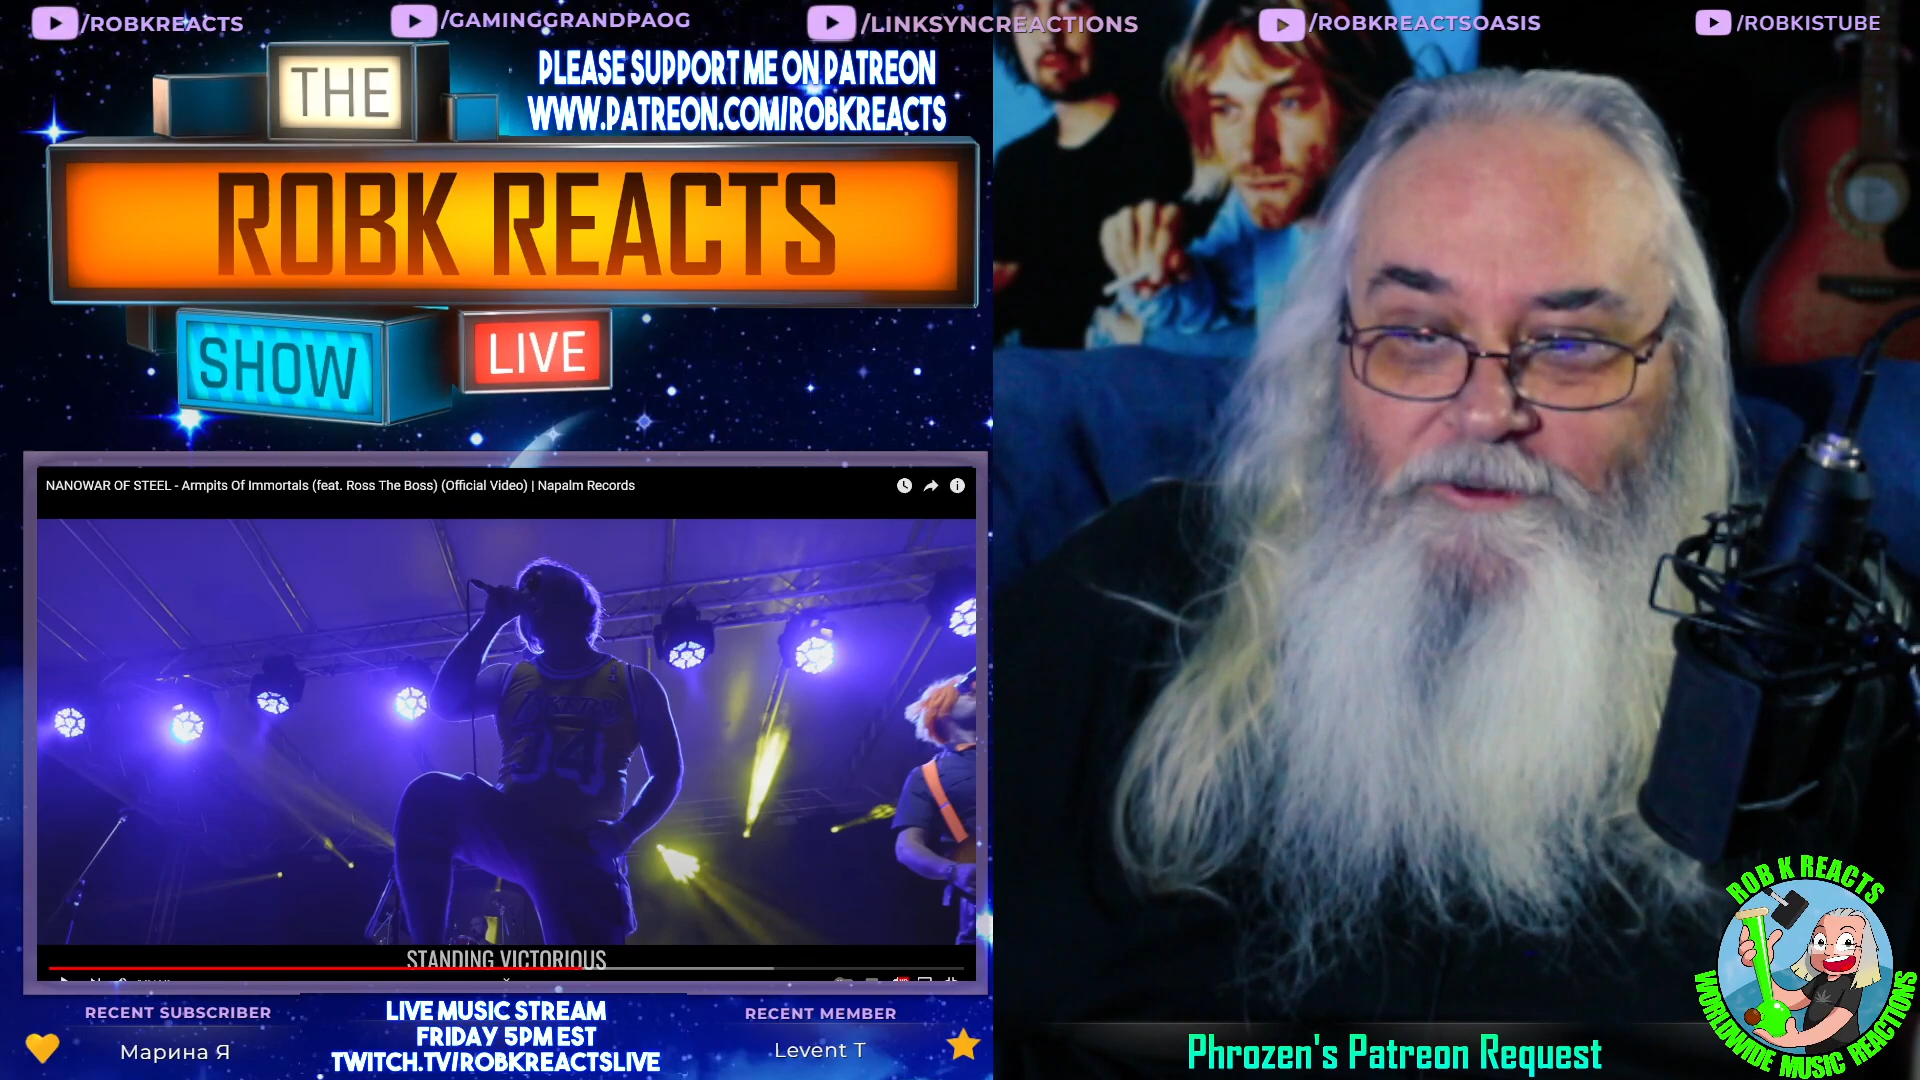 /ROBKREACTS
/GAMINGGRANDPAOG
/LINKSYNCREACTIONS
/ROBKREACTSOASIS
/ROBKISTUBE
PLEASE SUPPORT ME ON PATREON
WWW.PATREON.COM/ROBKREACTS
THE
ROBK REACTS
SHOW
LIVE
NANOWAR OF STEEL - Armpits Of Immortals (feat. Ross The Boss) (Official Video) | Napalm Records
LAKERS
34
STANDING VICTORIOUS
RECENT SUBSCRIBER
Марина Я
LIVE MUSIC STREAM
FRIDAY 5PM EST
TWITCH.TV/ROBKREACTSLIVE
RECENT MEMBER
Levent T
Phrozen's Patreon Request
ROB K REACTS
WORLDWIDE MUSIC REACTIONS